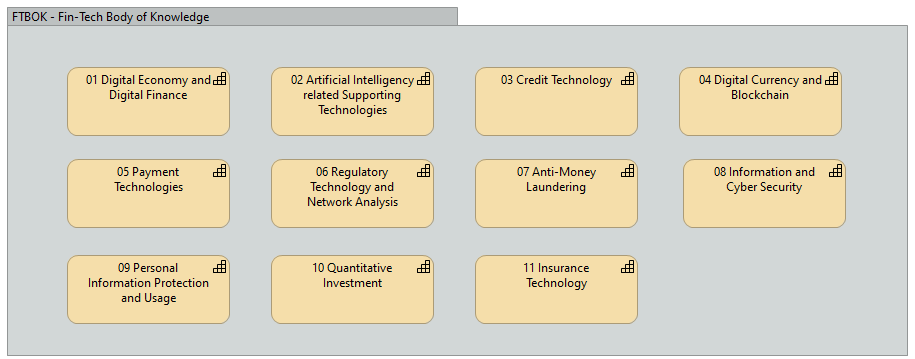 FTBOK - Fin-Tech Body of Knowledge
01 Digital Economy and
Digital Finance
02 Artificial Intelligency
related Supporting
Technologies
03 Credit Technology
04 Digital Currency and
Blockchain
05 Payment
Technologies
06 Regulatory
Technology and
Network Analysis
07 Anti-Money
Laundering
08 Information and
Cyber Security
09 Personal
Information Protection
and Usage
10 Quantitative
Investment
11 Insurance
Technology